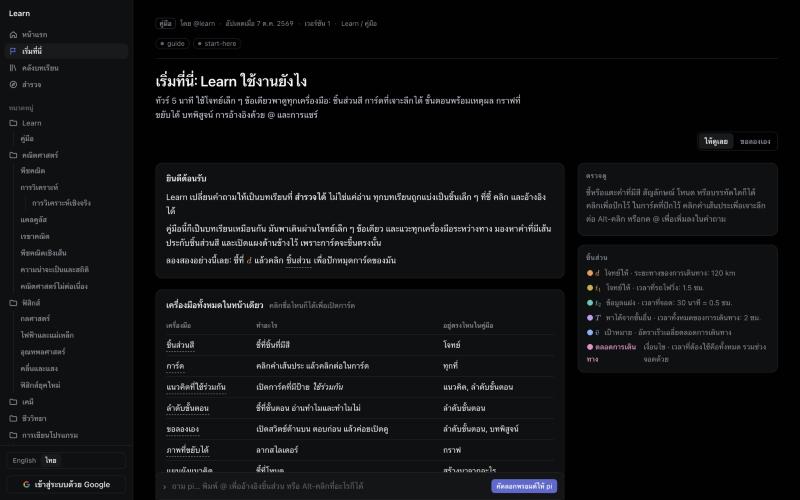 Learn
หน้าแรก
เริ่มที่นี่
คลังบทเรียน
สำรวจ
หมวดหมู่
Learn
คู่มือ
คณิตศาสตร์
พีชคณิต
การวิเคราะห์
การวิเคราะห์เชิงจริง
แคลคูลัส
เรขาคณิต
พีชคณิตเชิงเส้น
ความน่าจะเป็นและสถิติ
คณิตศาสตร์ไม่ต่อเนื่อง
ฟิสิกส์
กลศาสตร์
ไฟฟ้าและแม่เหล็ก
อุณหพลศาสตร์
คลื่นและแสง
ฟิสิกส์ยุคใหม่
เคมี
ชีววิทยา
การเขียนโปรแกรม
English ไทย
เข้าสู่ระบบด้วย Google
คู่มือ โดย @learn · อัปเดตเมื่อ 7 ต.ค. 2569 · เวอร์ชัน 1 · Learn / คู่มือ
guide start-here
เริ่มที่นี่: Learn ใช้งานยังไง
ทัวร์ 5 นาที ใช้โจทย์เล็ก ๆ ข้อเดียวพาดูทุกเครื่องมือ: ชิ้นส่วนสี การ์ดที่เจาะลึกได้ ขั้นตอนพร้อมเหตุผล กราฟที่
ขยับได้ บทพิสูจน์ การอ้างอิงด้วย @ และการแชร์
ให้ดูเลย ขอลองเอง
ยินดีต้อนรับ
Learn เปลี่ยนคำถามให้เป็นบทเรียนที่ สำรวจได้ ไม่ใช่แค่อ่าน ทุกบทเรียนถูกแบ่งเป็นชิ้นเล็ก ๆ ที่ชี้ คลิก และอ้างอิง
ได้
คู่มือนี้ก็เป็นบทเรียนเหมือนกัน มันพาเดินผ่านโจทย์เล็ก ๆ ข้อเดียว และแวะทุกเครื่องมือระหว่างทาง มองหาคำที่มีเส้น
ประกับชิ้นส่วนสี และเปิดแผงด้านข้างไว้ เพราะการ์ดจะขึ้นตรงนั้น
ลองสองอย่างนี้เลย: ชี้ที่ d แล้วคลิก ชิ้นส่วน เพื่อปักหมุดการ์ดของมัน
เครื่องมือทั้งหมดในหน้าเดียว คลิกชื่อไหนก็ได้เพื่อเปิดการ์ด
เครื่องมือ ทำอะไร อยู่ตรงไหนในคู่มือ
ชิ้นส่วนสี ชี้ที่ชิ้นที่มีสี โจทย์
การ์ด คลิกคำเส้นประ แล้วคลิกต่อในการ์ด ทุกที่
แนวคิดที่ใช้ร่วมกัน เปิดการ์ดที่มีป้าย ใช้ร่วมกัน แนวคิด, ลำดับขั้นตอน
ลำดับขั้นตอน ชี้ที่ขั้นตอน อ่านทำไมและทำไมไม่ ลำดับขั้นตอน
ขอลองเอง เปิดสวิตช์ด้านบน ตอบก่อน แล้วค่อยเปิดดู ลำดับขั้นตอน, บทพิสูจน์
ภาพที่ขยับได้ ลากสไลเดอร์ กราฟ
แผนผังแนวคิด ชี้ที่โหนด สร้างมาจากอะไร
ถาม pi... พิมพ์ @ เพื่ออ้างอิงชิ้นส่วน หรือ Alt-คลิกที่อะไรก็ได้
คัดลอกพรอมต์ให้ pi
ตรวจดู
ชี้หรือแตะคำที่มีสี สัญลักษณ์ โหนด หรือบรรทัดใดก็ได้
คลิกเพื่อปักไว้ ในการ์ดที่ปักไว้ คลิกคำเส้นประเพื่อเจาะลึก
ต่อ Alt-คลิก หรือกด @ เพื่อเพิ่มลงในคำถาม
ชิ้นส่วน
d โจทย์ให้ · ระยะทางของการเดินทาง: 120 km
t₁ โจทย์ให้ · เวลาที่รถไฟวิ่ง: 1.5 ชม.
t₂ ข้อมูลแฝง · เวลาที่จอด: 30 นาที = 0.5 ชม.
T หาได้จากขั้นอื่น · เวลาทั้งหมดของการเดินทาง: 2 ชม.
v̄ เป้าหมาย · อัตราเร็วเฉลี่ยตลอดการเดินทาง
ตลอดการเดินทาง เงื่อนไข · เวลาที่ต้องใช้คือทั้งหมด รวมช่วงจอดด้วย